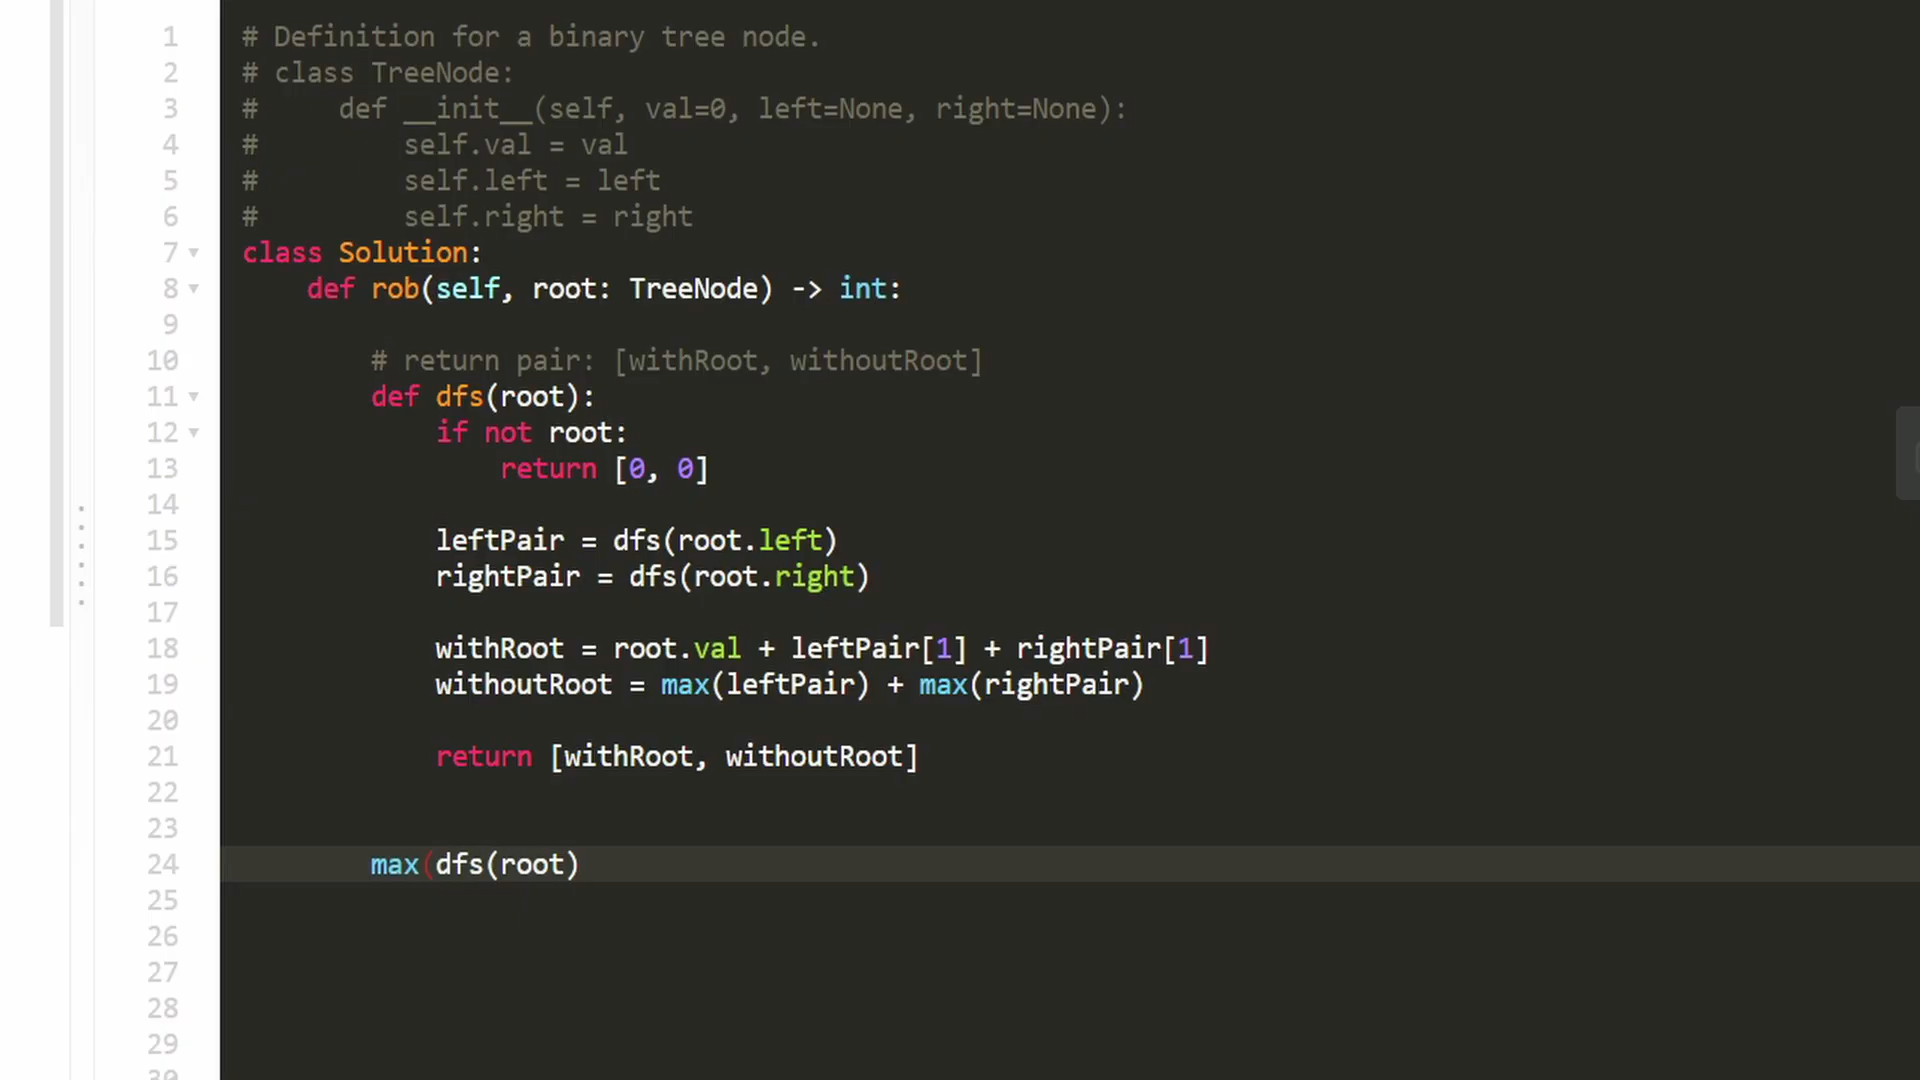 1 # Definition for a binary tree node.
2 # class TreeNode:
3 #     def __init__(self, val=0, left=None, right=None):
4 #         self.val = val
5 #         self.left = left
6 #         self.right = right
7 class Solution:
8     def rob(self, root: TreeNode) -> int:
9
10         # return pair: [withRoot, withoutRoot]
11         def dfs(root):
12             if not root:
13                 return [0, 0]
14
15             leftPair = dfs(root.left)
16             rightPair = dfs(root.right)
17
18             withRoot = root.val + leftPair[1] + rightPair[1]
19             withoutRoot = max(leftPair) + max(rightPair)
20
21             return [withRoot, withoutRoot]
22
23
24         max(dfs(root)
25
26
27
28
29
30